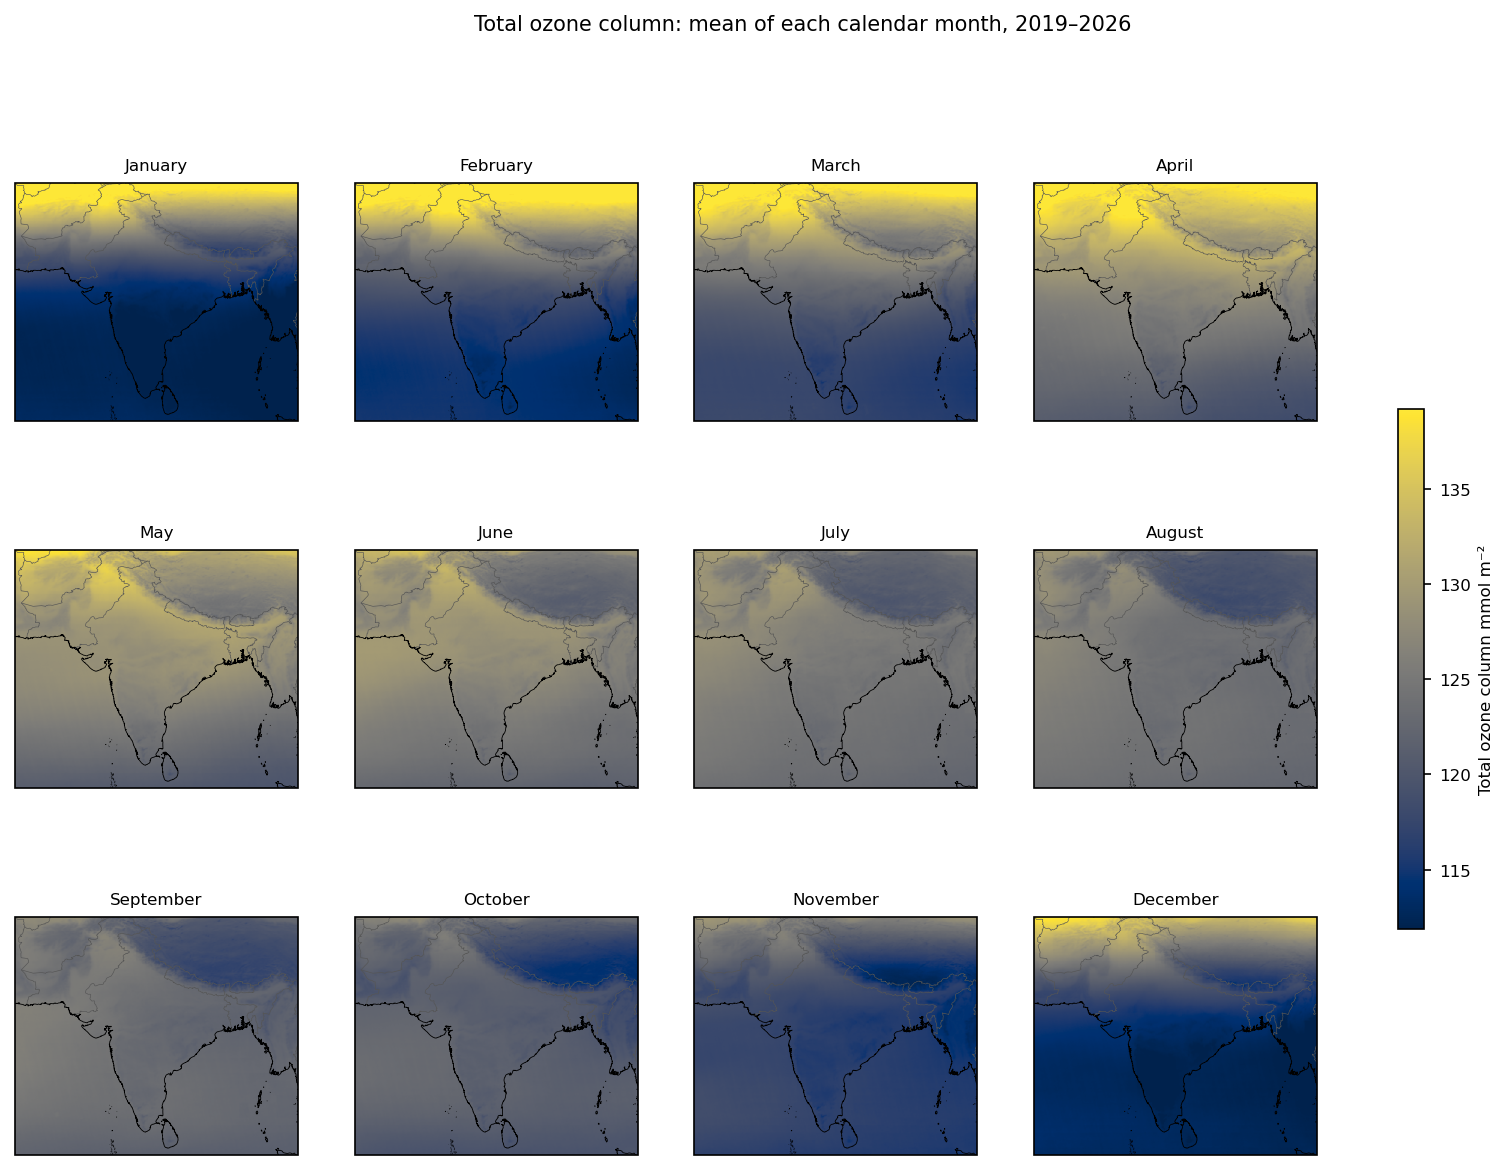 Total ozone column: mean of each calendar month, 2019–2026
January
February
March
April
May
June
July
August
September
October
November
December
135
130
125
120
115
Total ozone column mmol m⁻²